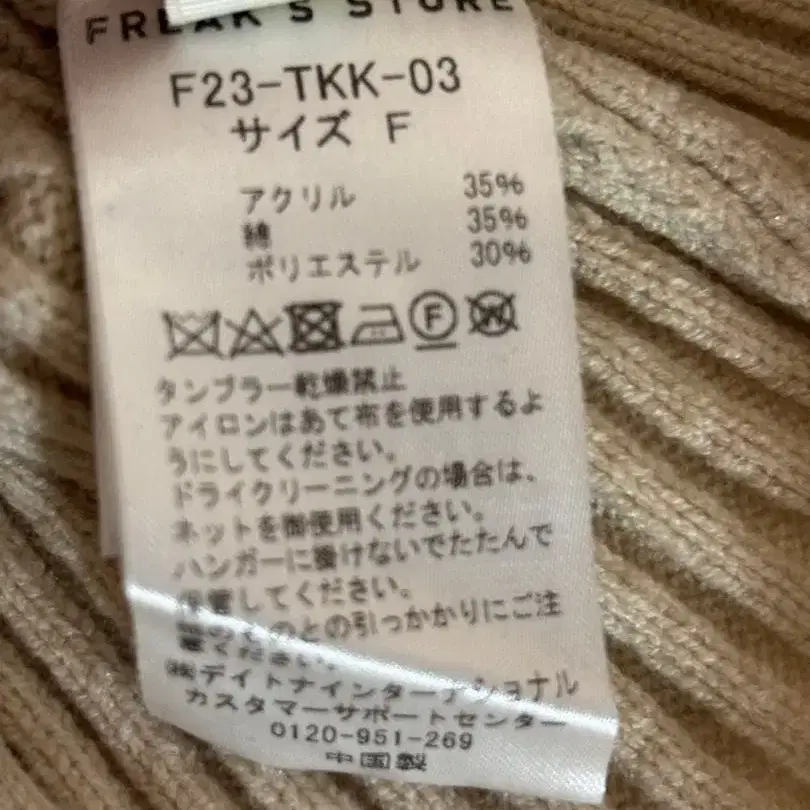 FREAK'S STORE
F23-TKK-03
サイズ F
アクリル 35%
綿 35%
ポリエステル 30%
F W
タンブラー乾燥禁止
アイロンはあて布を使用するよ
うにしてください。
ドライクリーニングの場合は、
ネットを御使用ください。
ハンガーに掛けないでたたんで
保管してください。
他のものとの引っかかりにご注
意ください。
㈱デイトナインターナショナル
カスタマーサポートセンター
0120-951-269
中国製